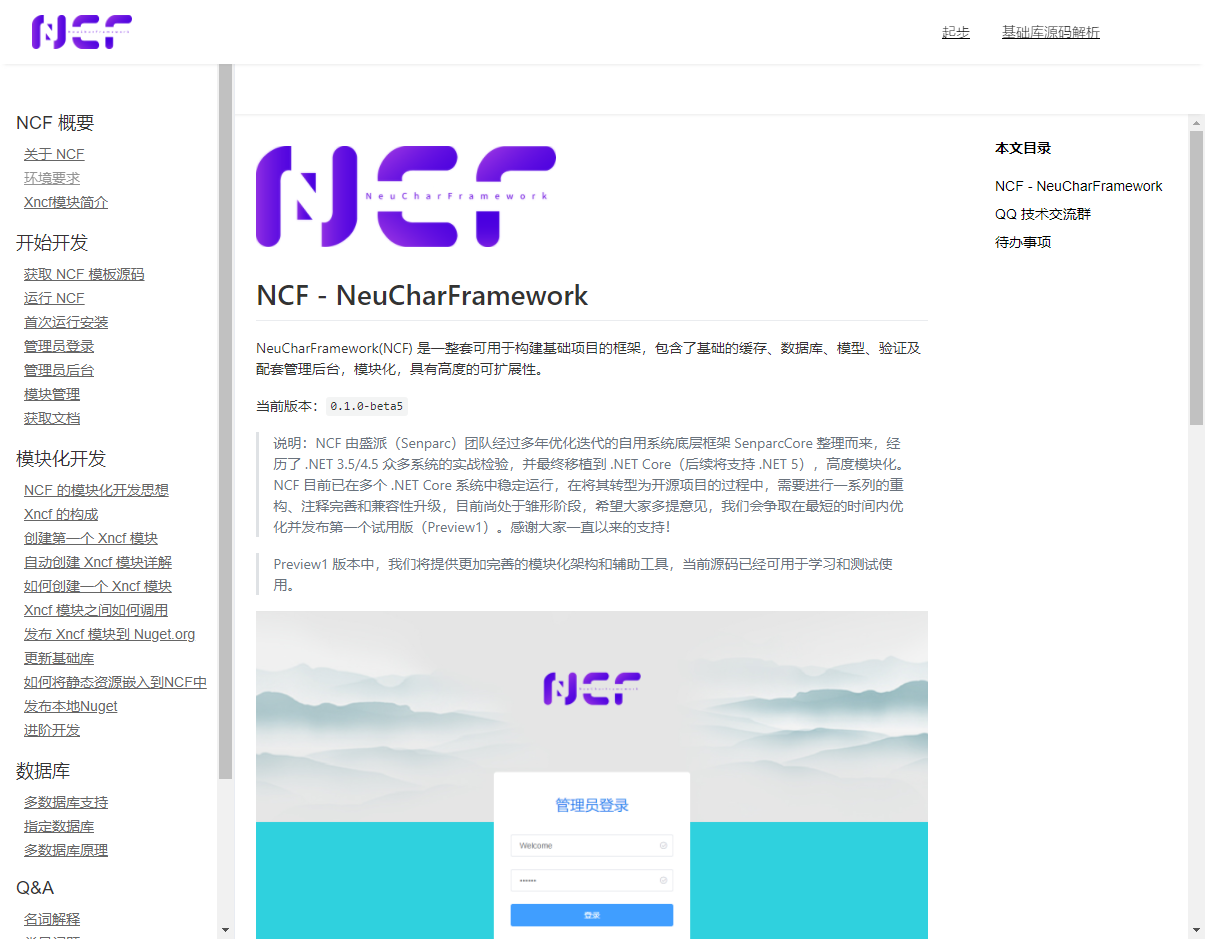 NCF
NeuCharFramework
起步
基础库源码解析
NCF 概要
关于 NCF
环境要求
Xncf模块简介
开始开发
获取 NCF 模板源码
运行 NCF
首次运行安装
管理员登录
管理员后台
模块管理
获取文档
模块化开发
NCF 的模块化开发思想
Xncf 的构成
创建第一个 Xncf 模块
自动创建 Xncf 模块详解
如何创建一个 Xncf 模块
Xncf 模块之间如何调用
发布 Xncf 模块到 Nuget.org
更新基础库
如何将静态资源嵌入到NCF中
发布本地Nuget
进阶开发
数据库
多数据库支持
指定数据库
多数据库原理
Q&A
名词解释
NCF
NeuCharFramework
NCF - NeuCharFramework
NeuCharFramework(NCF) 是一整套可用于构建基础项目的框架，包含了基础的缓存、数据库、模型、验证及
配套管理后台，模块化，具有高度的可扩展性。
当前版本： 0.1.0-beta5
说明：NCF 由盛派（Senparc）团队经过多年优化迭代的自用系统底层框架 SenparcCore 整理而来，经
历了 .NET 3.5/4.5 众多系统的实战检验，并最终移植到 .NET Core（后续将支持 .NET 5），高度模块化。
NCF 目前已在多个 .NET Core 系统中稳定运行，在将其转型为开源项目的过程中，需要进行一系列的重
构、注释完善和兼容性升级，目前尚处于雏形阶段，希望大家多提意见，我们会争取在最短的时间内优
化并发布第一个试用版（Preview1）。感谢大家一直以来的支持！
Preview1 版本中，我们将提供更加完善的模块化架构和辅助工具，当前源码已经可用于学习和测试使
用。
NCF
管理员登录
Welcome
登录
本文目录
NCF - NeuCharFramework
QQ 技术交流群
待办事项